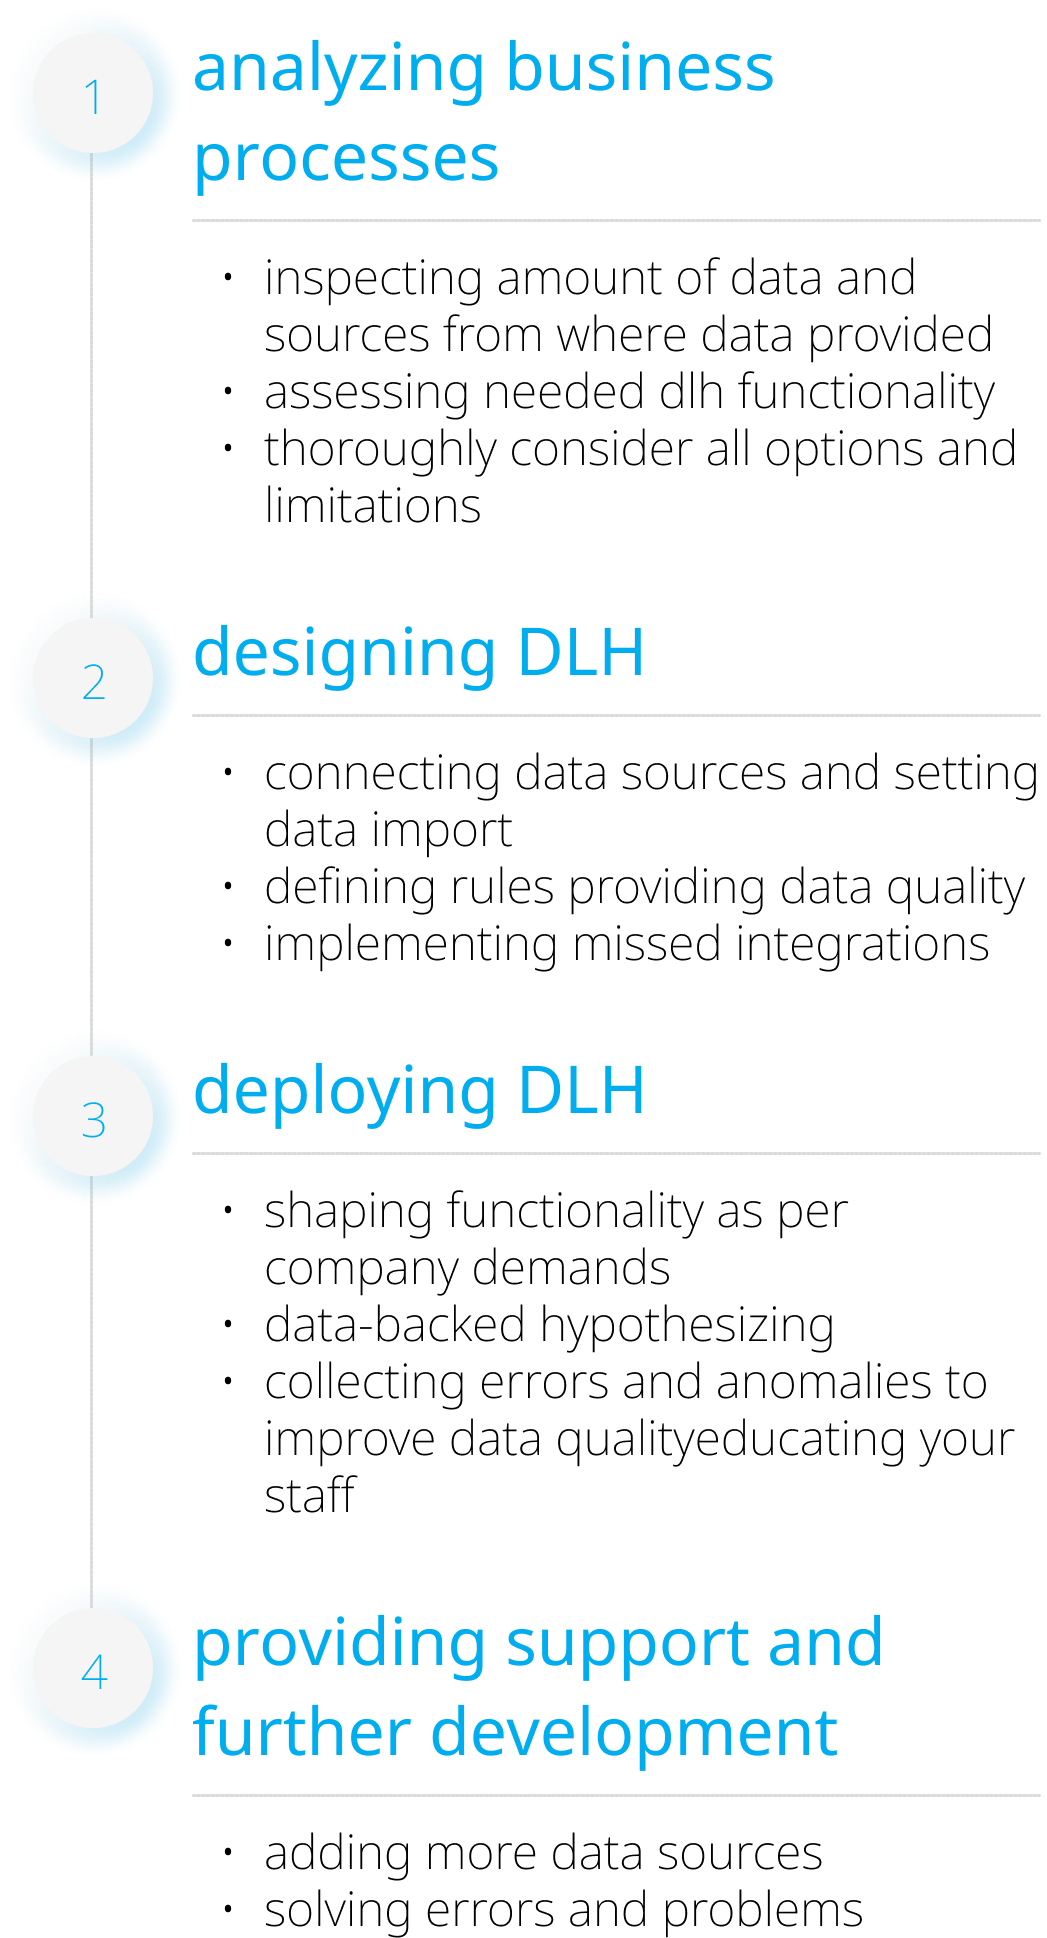 1
analyzing business
processes
• inspecting amount of data and
sources from where data provided
• assessing needed dlh functionality
• thoroughly consider all options and
limitations
2
designing DLH
• connecting data sources and setting
data import
• defining rules providing data quality
• implementing missed integrations
3
deploying DLH
• shaping functionality as per
company demands
• data-backed hypothesizing
• collecting errors and anomalies to
improve data qualityeducating your
staff
4
providing support and
further development
• adding more data sources
• solving errors and problems